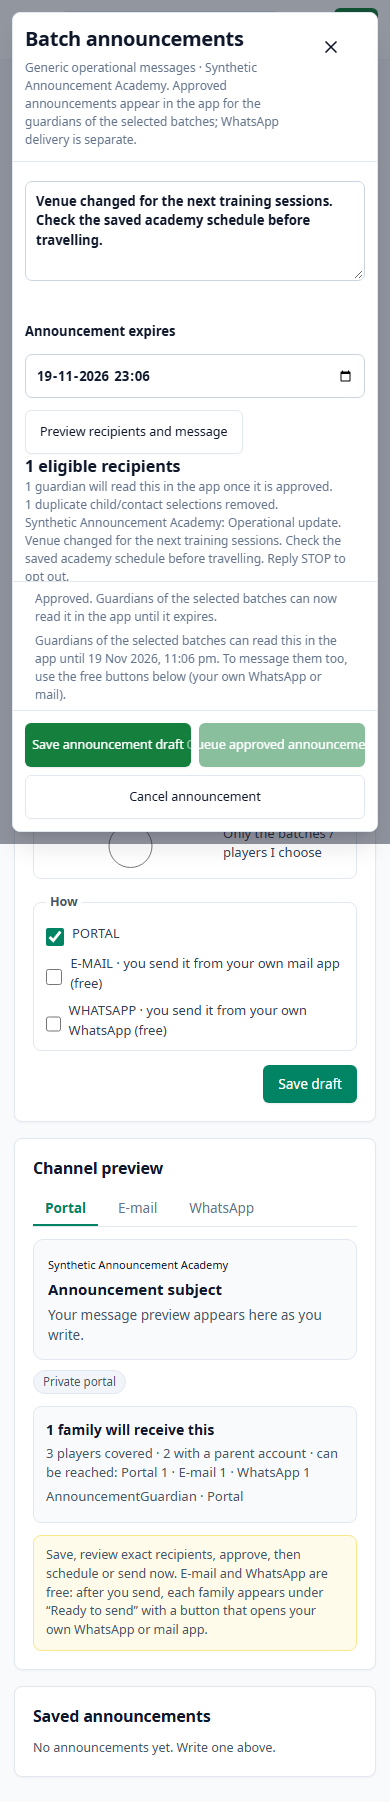 Batch announcements
Generic operational messages · Synthetic
Announcement Academy. Approved
announcements appear in the app for the
guardians of the selected batches; WhatsApp
delivery is separate.
Venue changed for the next training sessions.
Check the saved academy schedule before
travelling.
Announcement expires
19-11-2026 23:06
Preview recipients and message
1 eligible recipients
1 guardian will read this in the app once it is approved.
1 duplicate child/contact selections removed.
Synthetic Announcement Academy: Operational update.
Venue changed for the next training sessions. Check the
saved academy schedule before travelling. Reply STOP to
opt out.
Approved. Guardians of the selected batches can now
read it in the app until it expires.
Guardians of the selected batches can read this in the
app until 19 Nov 2026, 11:06 pm. To message them too,
use the free buttons below (your own WhatsApp or
mail).
Save announcement draft
approved
Cancel announcement
Only the batches /
players I choose
How
PORTAL
E-MAIL · you send it from your own mail app
(free)
WHATSAPP · you send it from your own
WhatsApp (free)
Save draft
Channel preview
Portal E-mail WhatsApp
Synthetic Announcement Academy
Announcement subject
Your message preview appears here as you
write.
Private portal
1 family will receive this
3 players covered · 2 with a parent account · can
be reached: Portal 1 · E-mail 1 · WhatsApp 1
AnnouncementGuardian · Portal
Save, review exact recipients, approve, then
schedule or send now. E-mail and WhatsApp are
free: after you send, each family appears under
“Ready to send” with a button that opens your
own WhatsApp or mail app.
Saved announcements
No announcements yet. Write one above.